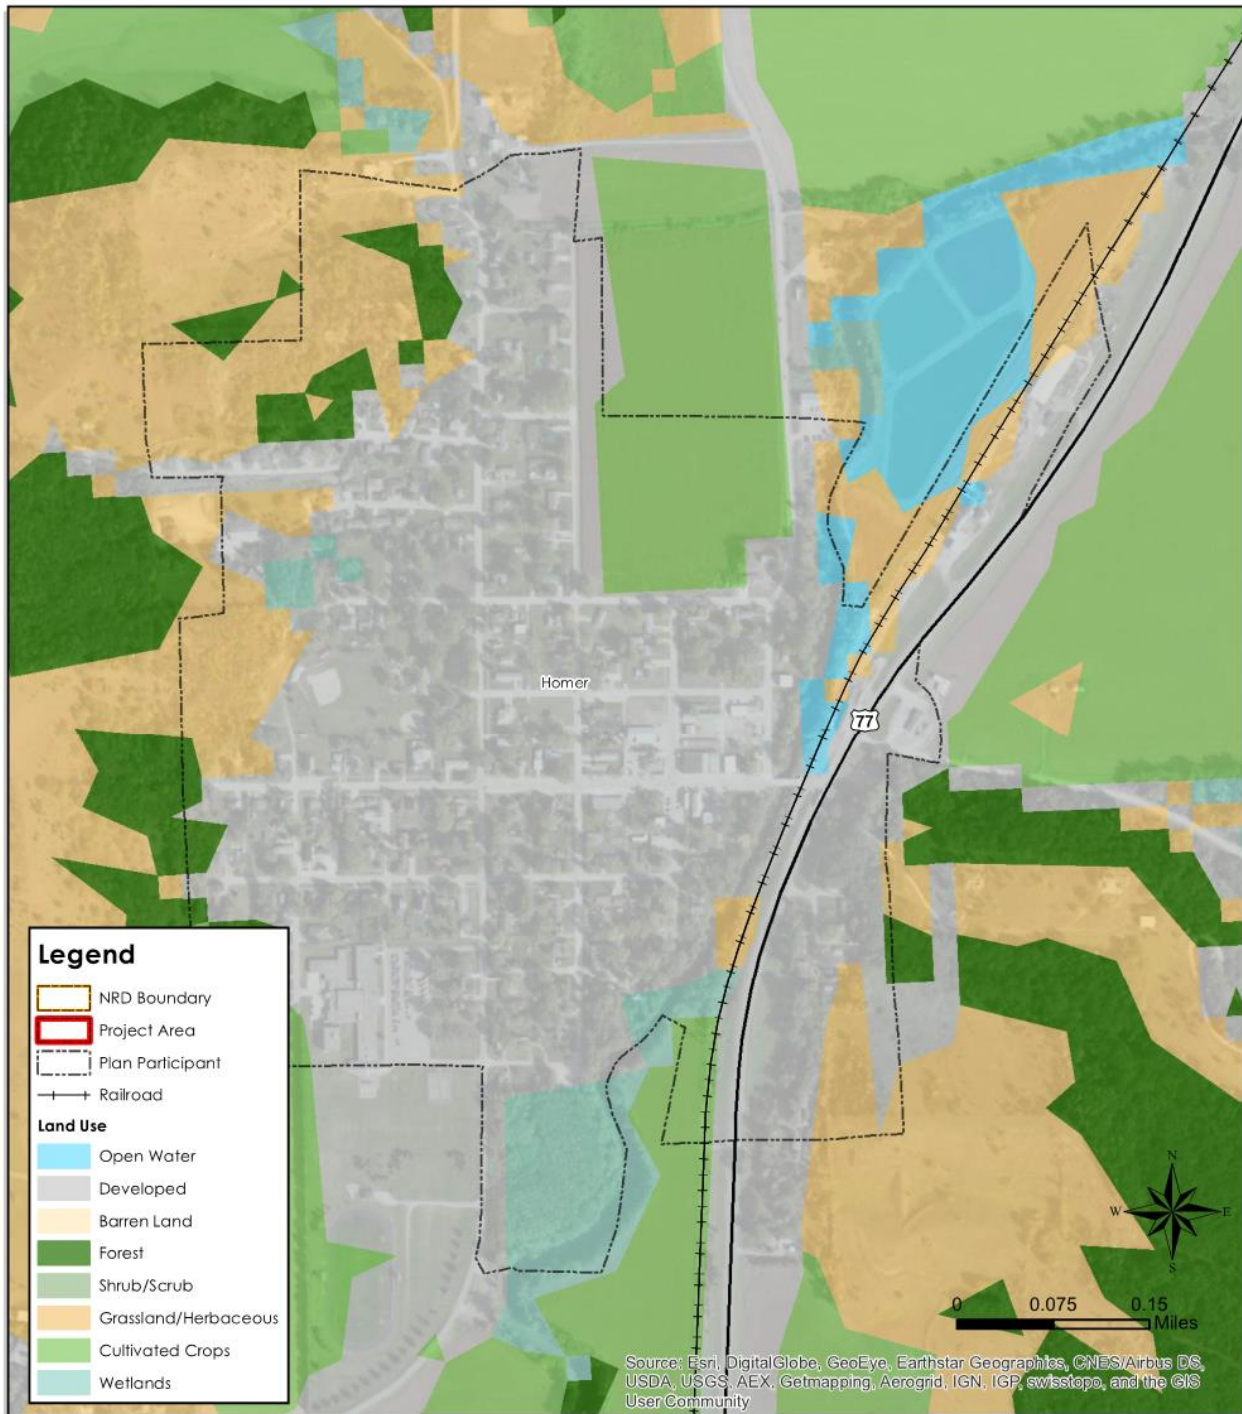 Homer
77
Legend
NRD Boundary
Project Area
Plan Participant
Railroad
Land Use
Open Water
Developed
Barren Land
Forest
Shrub/Scrub
Grassland/Herbaceous
Cultivated Crops
Wetlands
N
W E
S
0 0.075 0.15
Miles
Source: Esri, DigitalGlobe, GeoEye, Earthstar Geographics, CNES/Airbus DS,
USDA, USGS, AEX, Getmapping, Aerogrid, IGN, IGP, swisstopo, and the GIS
User Community